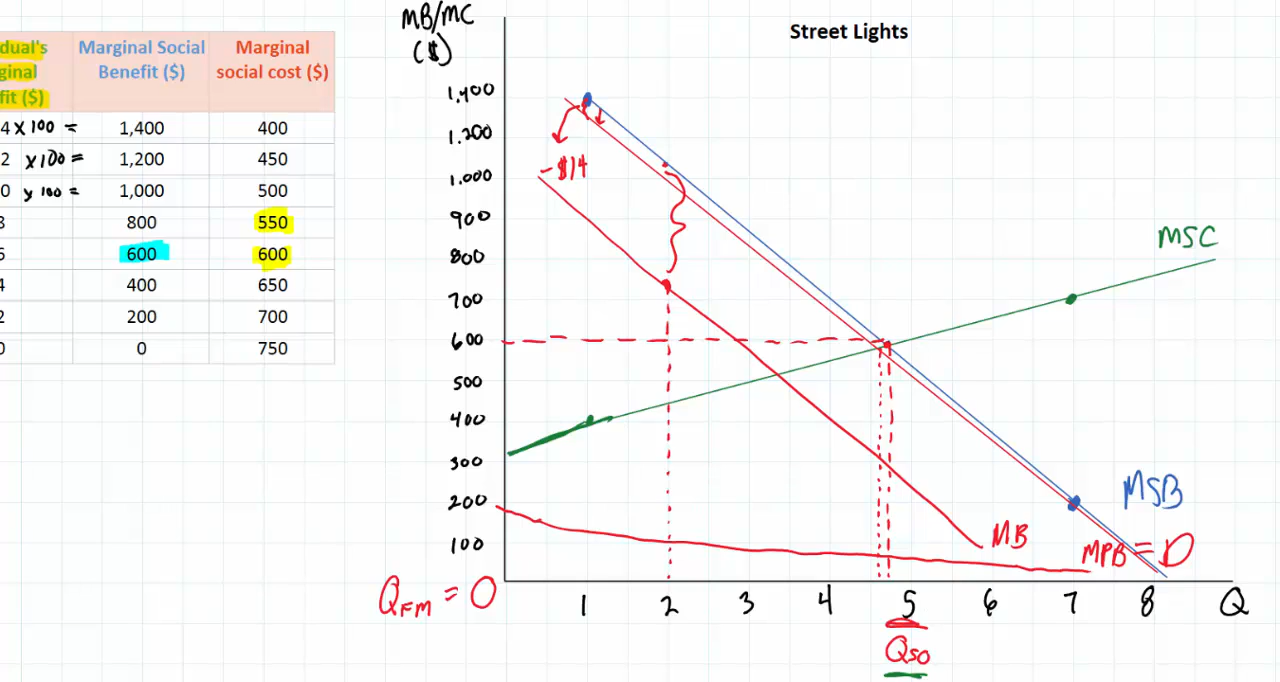 MB/MC
($)
Street Lights
dual's
ginal
fit ($)
Marginal Social
Benefit ($)
Marginal
social cost ($)
4 x 100 = 1,400 400
2 x 100 = 1,200 450
0 x 100 = 1,000 500
8 800 550
6 600 600
4 400 650
2 200 700
0 0 750
1,400
1.200
1.000
900
800
700
600
500
400
300
200
100
-$14
MSC
MSB
MB
MPB = D
QFM = 0
1 2 3 4 5 6 7 8 Q
Qso